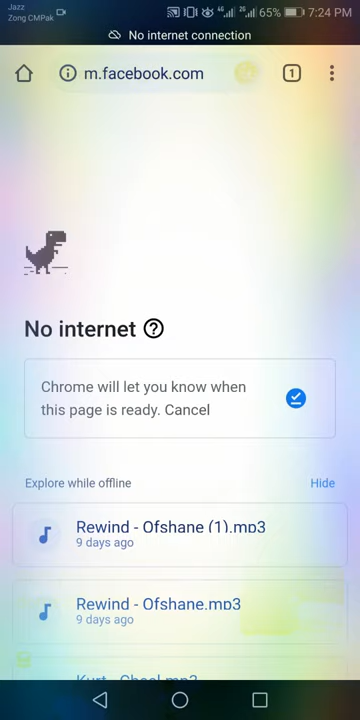 Jazz
Zong CMPak
4G 2G 65% 7:24 PM
No internet connection
m.facebook.com
1
No internet
Chrome will let you know when
this page is ready. Cancel
Explore while offline
Hide
Rewind - Ofshane (1).mp3
9 days ago
Rewind - Ofshane.mp3
9 days ago